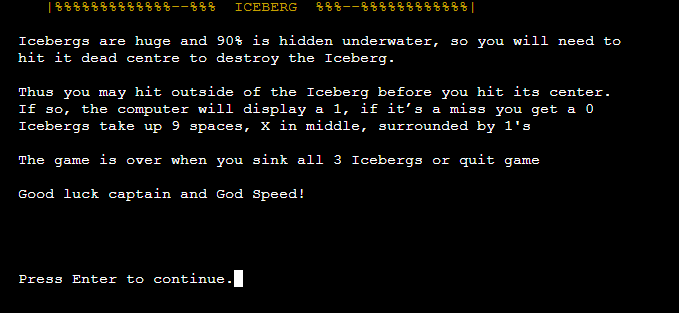 |%%%%%%%%%%%%%--%%%  ICEBERG  %%%--%%%%%%%%%%%%|
Icebergs are huge and 90% is hidden underwater, so you will need to
hit it dead centre to destroy the Iceberg.
Thus you may hit outside of the Iceberg before you hit its center.
If so, the computer will display a 1, if it’s a miss you get a 0
Icebergs take up 9 spaces, X in middle, surrounded by 1's
The game is over when you sink all 3 Icebergs or quit game
Good luck captain and God Speed!
Press Enter to continue.